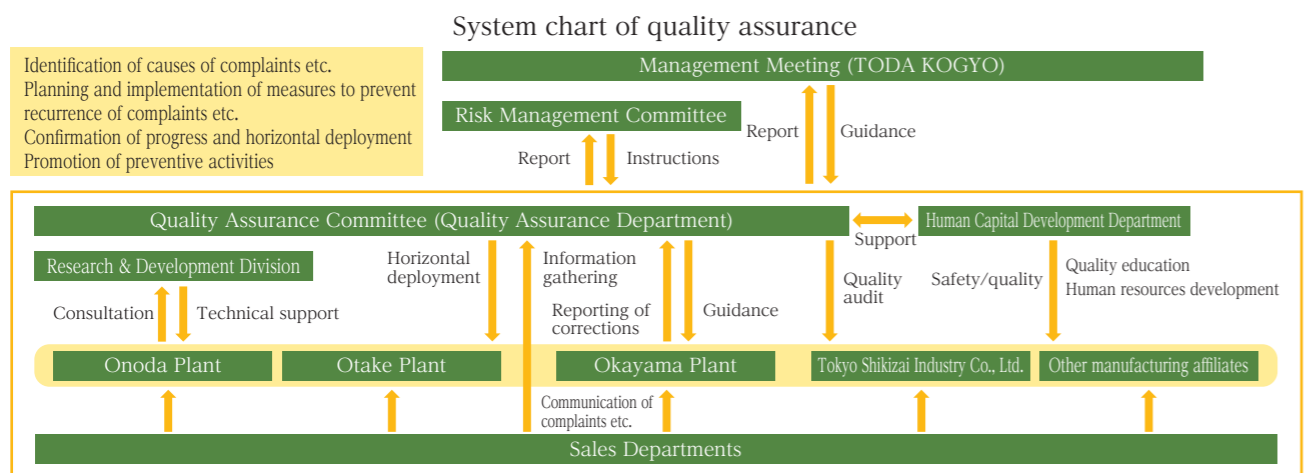 System chart of quality assurance
Identification of causes of complaints etc.
Planning and implementation of measures to prevent
recurrence of complaints etc.
Confirmation of progress and horizontal deployment
Promotion of preventive activities
Management Meeting (TODA KOGYO)
Risk Management Committee
Report
Guidance
Report
Instructions
Quality Assurance Committee (Quality Assurance Department)
Support
Human Capital Development Department
Research & Development Division
Consultation
Technical support
Horizontal
deployment
Information
gathering
Reporting of
corrections
Guidance
Quality
audit
Safety/quality
Quality education
Human resources development
Onoda Plant
Otake Plant
Okayama Plant
Tokyo Shikizai Industry Co., Ltd.
Other manufacturing affiliates
Communication of
complaints etc.
Sales Departments